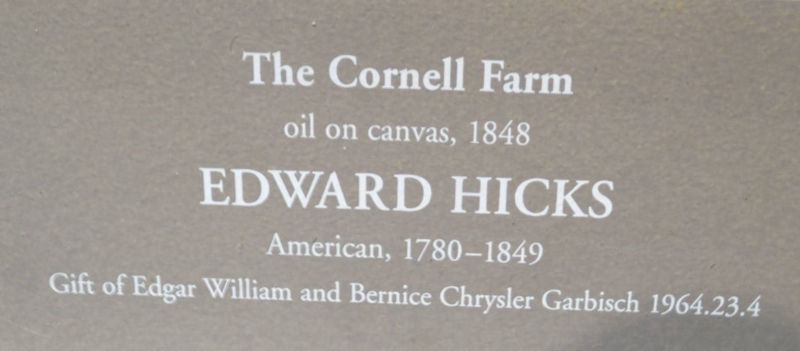 The Cornell Farm
oil on canvas, 1848
EDWARD HICKS
American, 1780–1849
Gift of Edgar William and Bernice Chrysler Garbisch 1964.23.4